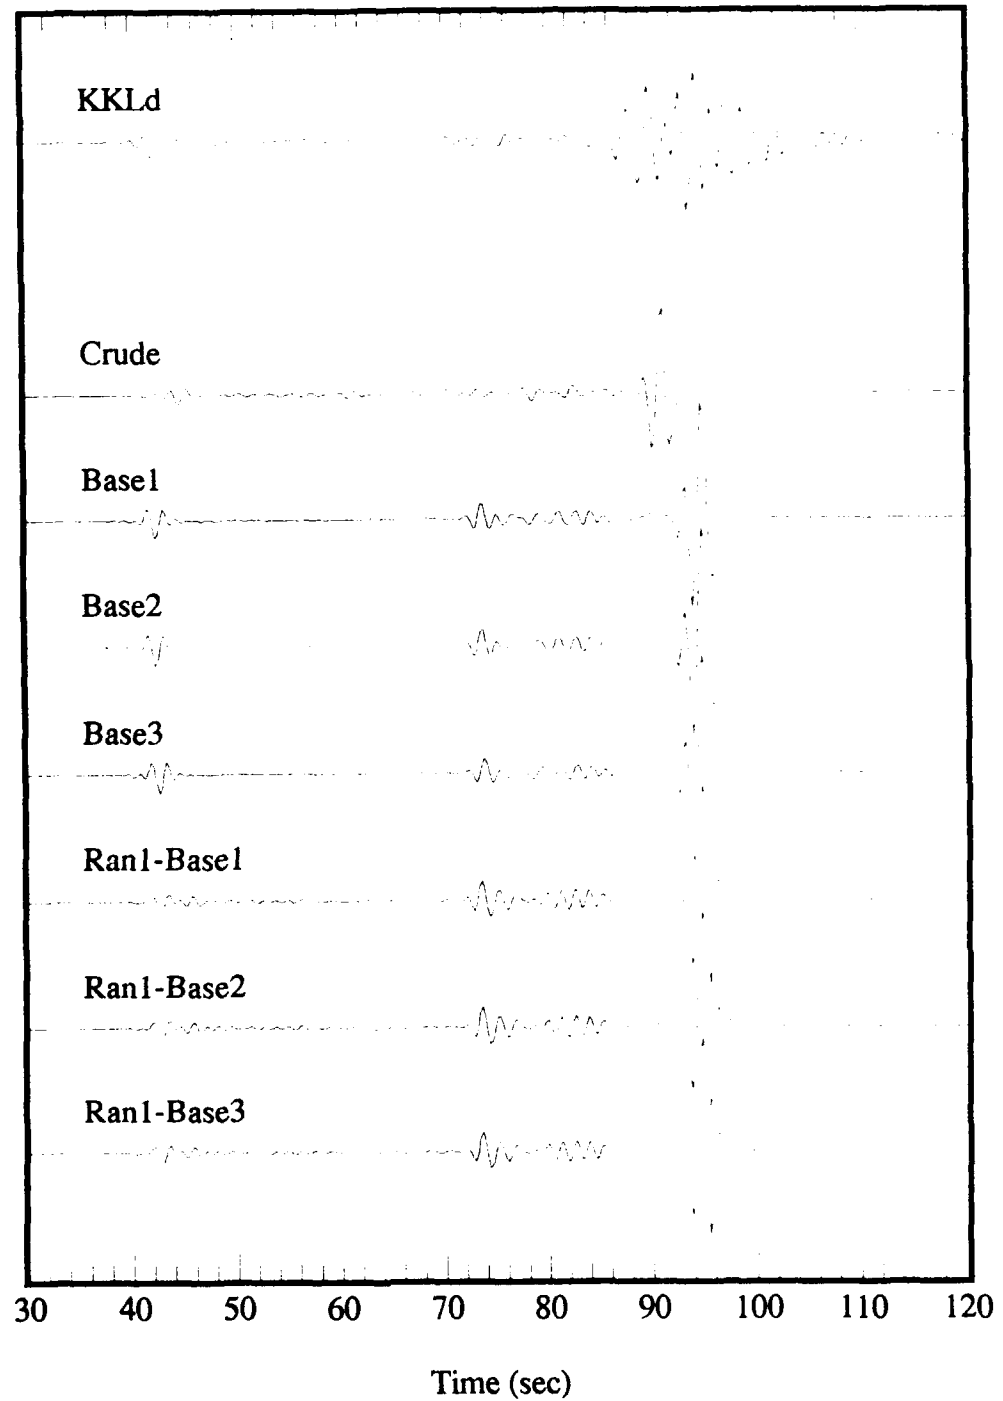 KKLd
Crude
Base1
Base2
Base3
Ran1-Base1
Ran1-Base2
Ran1-Base3
30 40 50 60 70 80 90 100 110 120
Time (sec)